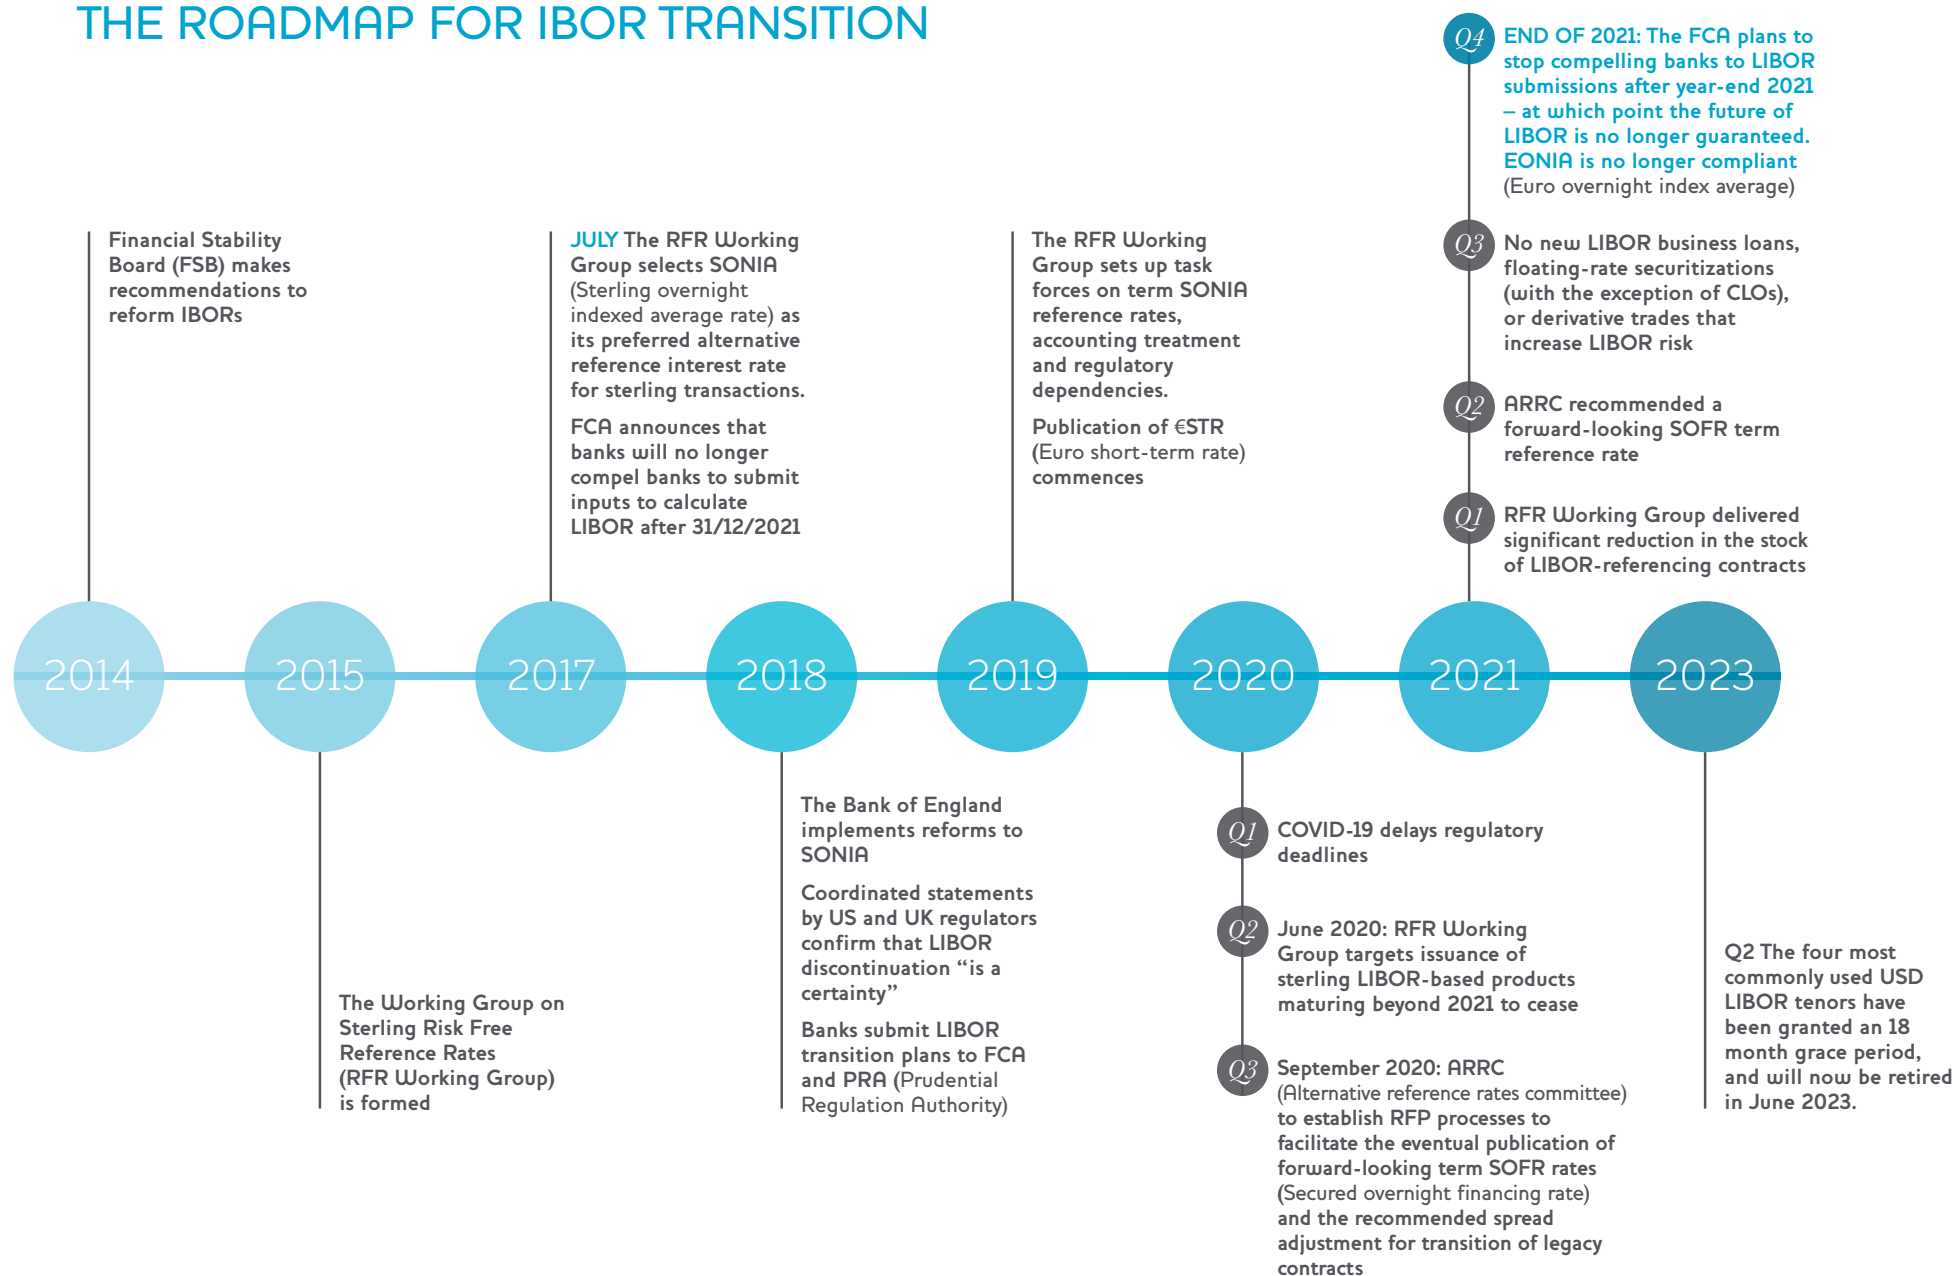 THE ROADMAP FOR IBOR TRANSITION
Financial Stability
Board (FSB) makes
recommendations to
reform IBORs
JULY The RFR Working
Group selects SONIA
(Sterling overnight
indexed average rate) as
its preferred alternative
reference interest rate
for sterling transactions.
FCA announces that
banks will no longer
compel banks to submit
inputs to calculate
LIBOR after 31/12/2021
The RFR Working
Group sets up task
forces on term SONIA
reference rates,
accounting treatment
and regulatory
dependencies.
Publication of €STR
(Euro short-term rate)
commences
Q4
END OF 2021: The FCA plans to
stop compelling banks to LIBOR
submissions after year-end 2021
– at which point the future of
LIBOR is no longer guaranteed.
EONIA is no longer compliant
(Euro overnight index average)
Q3
No new LIBOR business loans,
floating-rate securitizations
(with the exception of CLOs),
or derivative trades that
increase LIBOR risk
Q2
ARRC recommended a
forward-looking SOFR term
reference rate
Q1
RFR Working Group delivered
significant reduction in the stock
of LIBOR-referencing contracts
2014
2015
2017
2018
2019
2020
2021
2023
The Working Group on
Sterling Risk Free
Reference Rates
(RFR Working Group)
is formed
The Bank of England
implements reforms to
SONIA
Coordinated statements
by US and UK regulators
confirm that LIBOR
discontinuation “is a
certainty”
Banks submit LIBOR
transition plans to FCA
and PRA (Prudential
Regulation Authority)
Q1
COVID-19 delays regulatory
deadlines
Q2
June 2020: RFR Working
Group targets issuance of
sterling LIBOR-based products
maturing beyond 2021 to cease
Q3
September 2020: ARRC
(Alternative reference rates committee)
to establish RFP processes to
facilitate the eventual publication of
forward-looking term SOFR rates
(Secured overnight financing rate)
and the recommended spread
adjustment for transition of legacy
contracts
Q2 The four most
commonly used USD
LIBOR tenors have
been granted an 18
month grace period,
and will now be retired
in June 2023.